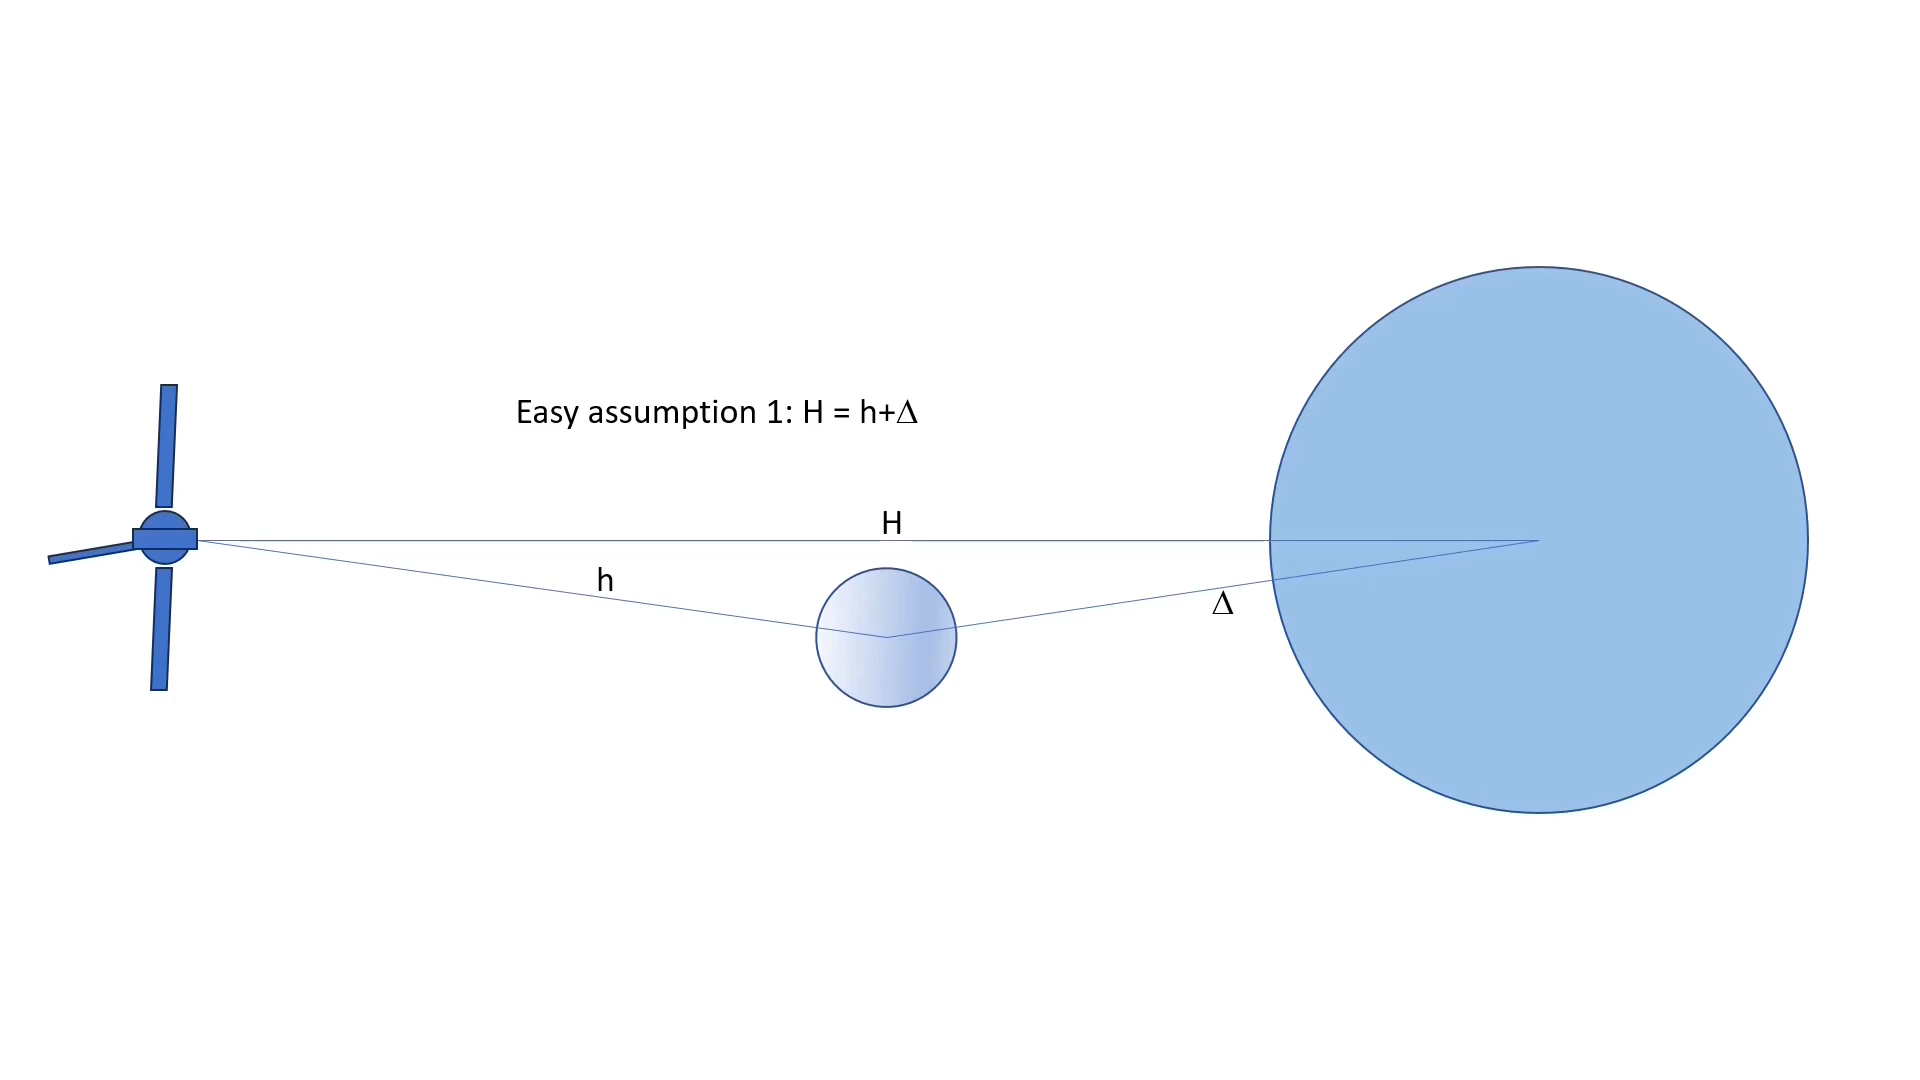 Easy assumption 1: H = h+Δ
H
h
Δ